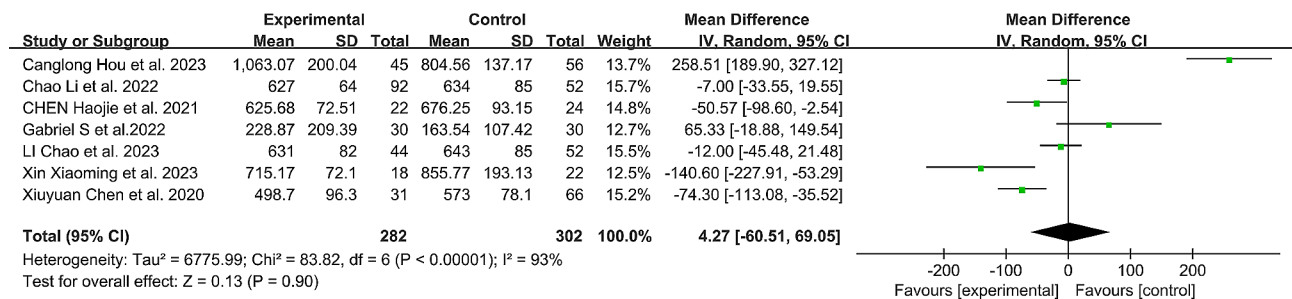 Experimental Control Mean Difference Mean Difference
Study or Subgroup Mean SD Total Mean SD Total Weight IV, Random, 95% CI IV, Random, 95% CI
Canglong Hou et al. 2023 1,063.07 200.04 45 804.56 137.17 56 13.7% 258.51 [189.90, 327.12]
Chao Li et al. 2022 627 64 92 634 85 52 15.7% -7.00 [-33.55, 19.55]
CHEN Haojie et al. 2021 625.68 72.51 22 676.25 93.15 24 14.8% -50.57 [-98.60, -2.54]
Gabriel S et al.2022 228.87 209.39 30 163.54 107.42 30 12.7% 65.33 [-18.88, 149.54]
LI Chao et al. 2023 631 82 44 643 85 52 15.5% -12.00 [-45.48, 21.48]
Xin Xiaoming et al. 2023 715.17 72.1 18 855.77 193.13 22 12.5% -140.60 [-227.91, -53.29]
Xiuyuan Chen et al. 2020 498.7 96.3 31 573 78.1 66 15.2% -74.30 [-113.08, -35.52]
Total (95% CI) 282 302 100.0% 4.27 [-60.51, 69.05]
Heterogeneity: Tau² = 6775.99; Chi² = 83.82, df = 6 (P < 0.00001); I² = 93%
Test for overall effect: Z = 0.13 (P = 0.90)
-200 -100 0 100 200
Favours [experimental] Favours [control]